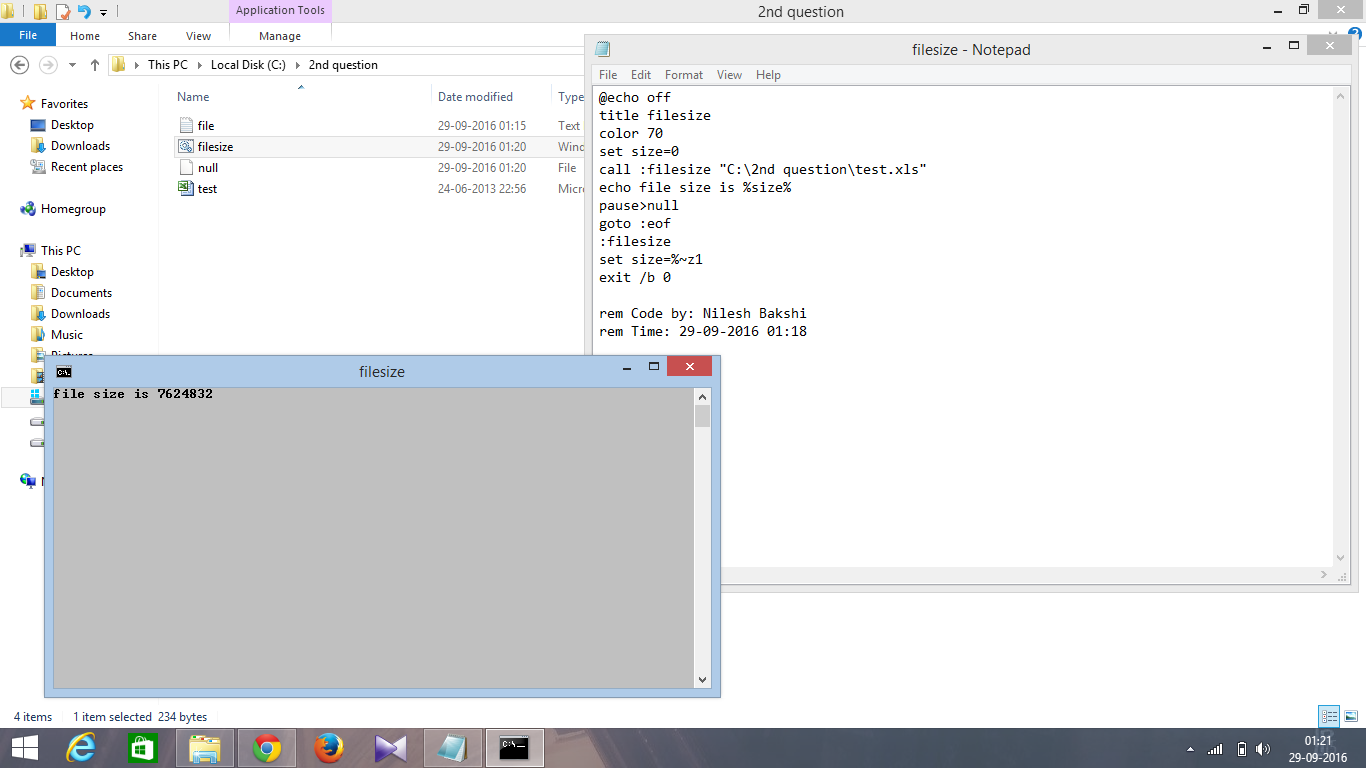 Application Tools
2nd question
File Home Share View Manage
This PC Local Disk (C:) 2nd question
Name Date modified Type
file 29-09-2016 01:15 Text
filesize 29-09-2016 01:20
null 29-09-2016 01:20 File
test 24-06-2013 22:56
Favorites
Desktop
Downloads
Recent places
Homegroup
This PC
Desktop
Documents
Downloads
Music
Pictures
filesize - Notepad
File Edit Format View Help
@echo off
title filesize
color 70
set size=0
call :filesize "C:\2nd question\test.xls"
echo file size is %size%
pause>null
goto :eof
:filesize
set size=%~z1
exit /b 0
rem Code by: Nilesh Bakshi
rem Time: 29-09-2016 01:18
filesize
file size is 7624832
4 items 1 item selected 234 bytes
01:21
29-09-2016